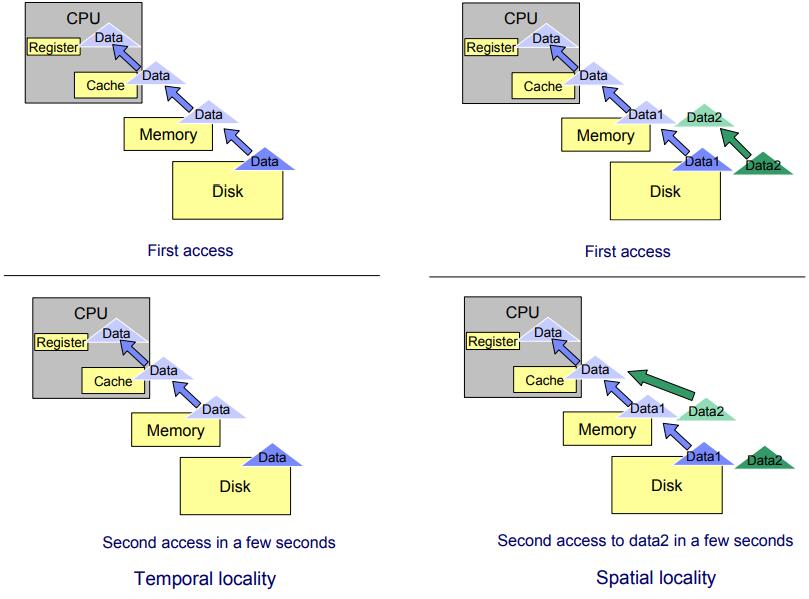 CPU
Data
Register
Data
Cache
Data
Memory
Data
Disk
First access
CPU
Data
Register
Data
Cache
Data1
Data2
Memory
Data1
Data2
Disk
First access
CPU
Data
Register
Data
Cache
Data
Memory
Data
Disk
Second access in a few seconds
Temporal locality
CPU
Data
Register
Data
Cache
Data1
Data2
Memory
Data1
Data2
Disk
Second access to data2 in a few seconds
Spatial locality